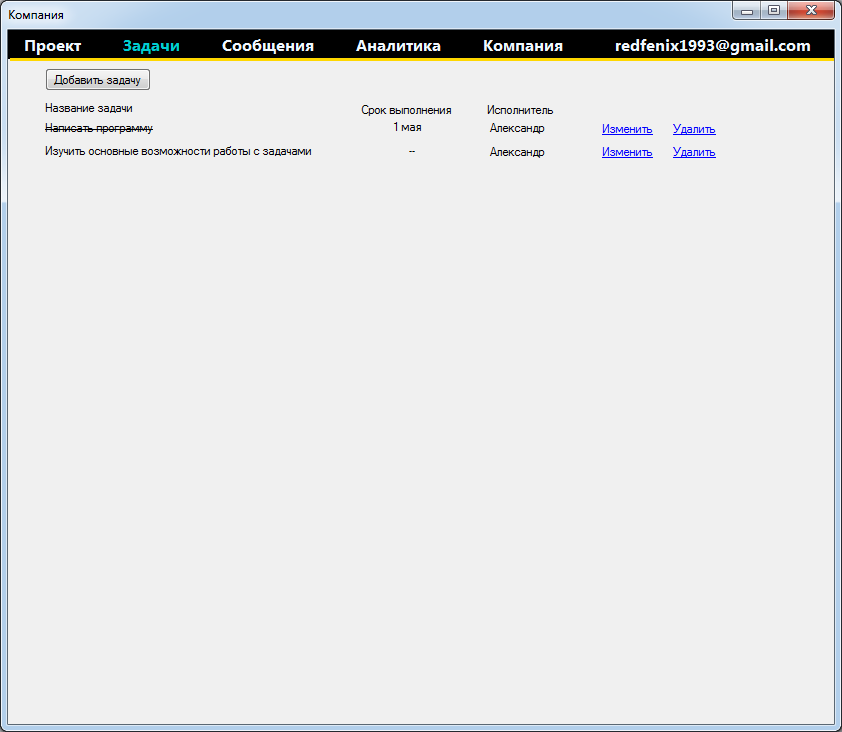 Компания
Проект Задачи Сообщения Аналитика Компания redfenix1993@gmail.com
Добавить задачу
Название задачи Срок выполнения Исполнитель
Написать программу 1 мая Александр Изменить Удалить
Изучить основные возможности работы с задачами -- Александр Изменить Удалить